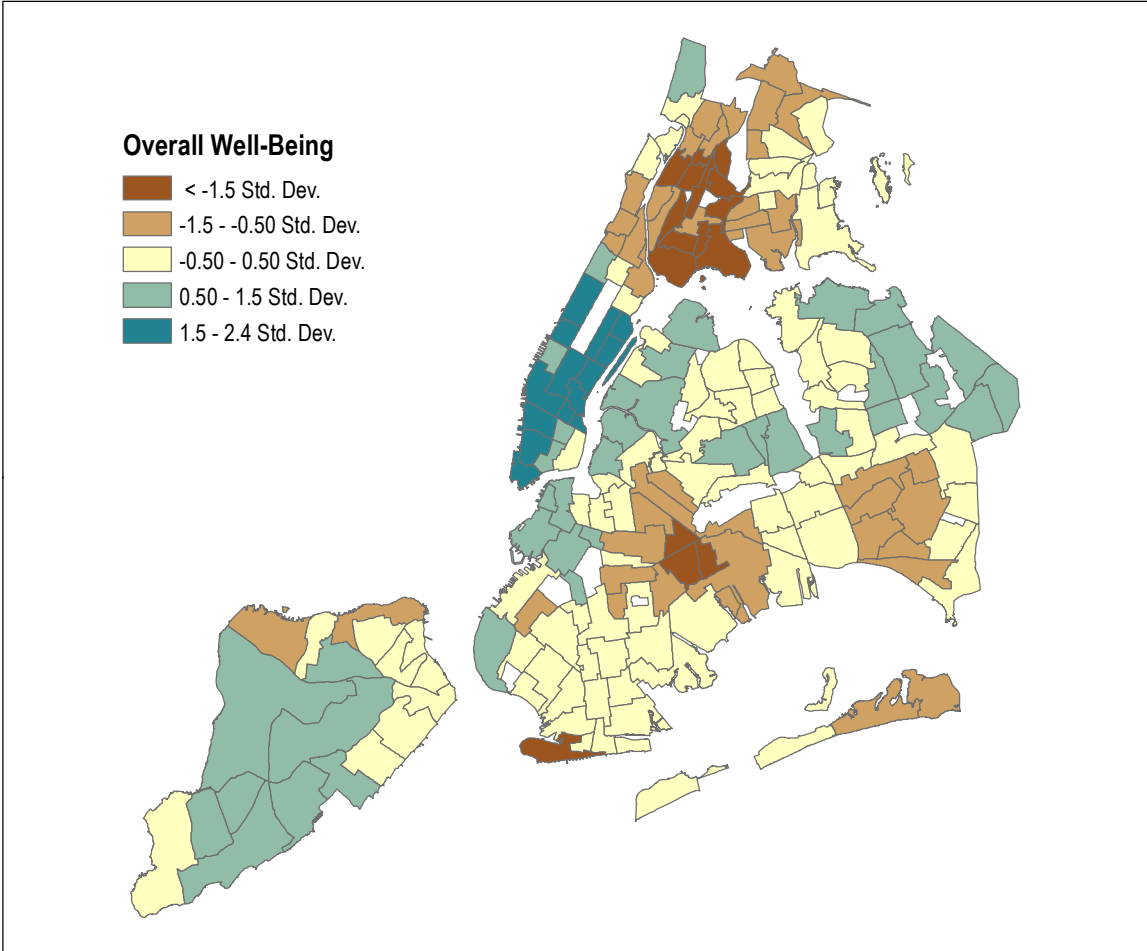 Overall Well-Being
< -1.5 Std. Dev.
-1.5 - -0.50 Std. Dev.
-0.50 - 0.50 Std. Dev.
0.50 - 1.5 Std. Dev.
1.5 - 2.4 Std. Dev.